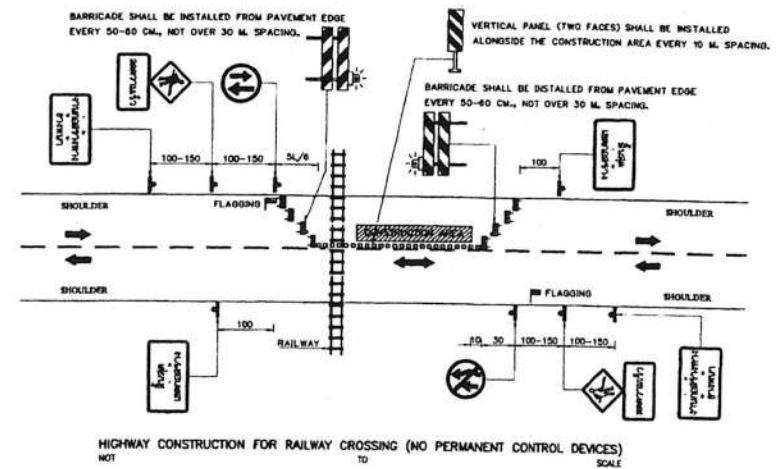 BARRICADE SHALL BE INSTALLED FROM PAVEMENT EDGE
EVERY 50-60 CM., NOT OVER 30 M. SPACING.
VERTICAL PANEL (TWO FACES) SHALL BE INSTALLED
ALONGSIDE THE CONSTRUCTION AREA EVERY 10 M. SPACING.
BARRICADE SHALL BE INSTALLED FROM PAVEMENT EDGE
EVERY 50-60 CM., NOT OVER 30 M. SPACING.
100-150
100-150
5L/6
100
SHOULDER
FLAGGING
CONSTRUCTION AREA
SHOULDER
SHOULDER
FLAGGING
SHOULDER
100
RAILWAY
10
30
100-150
100-150
HIGHWAY CONSTRUCTION FOR RAILWAY CROSSING (NO PERMANENT CONTROL DEVICES)
NOT TO SCALE